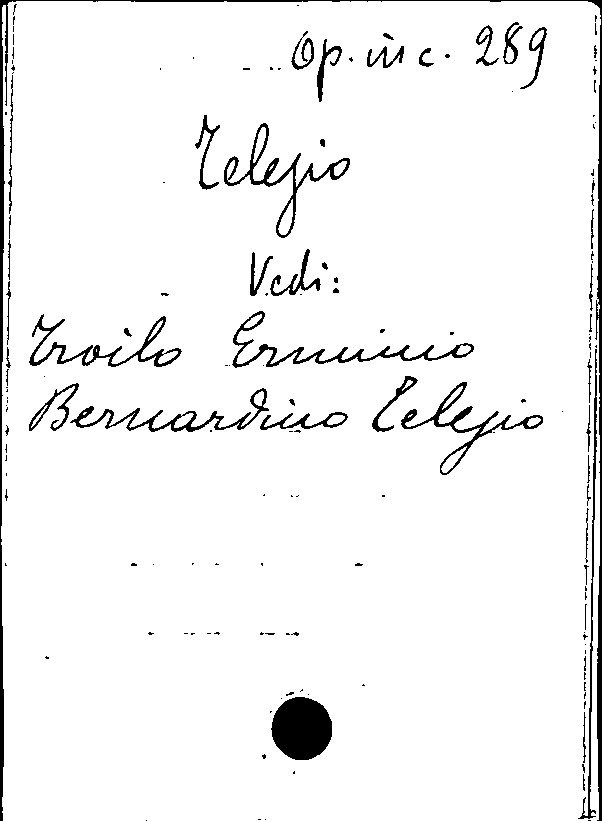 Op. inc. 289
Telesio
Vedi:
Troilo Erminio
Bernardino Telesio